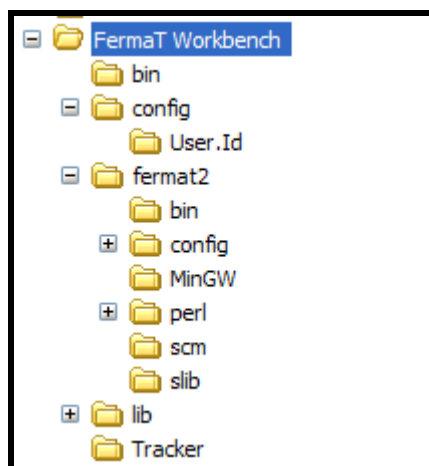 FermaT Workbench
bin
config
User.Id
fermat2
bin
config
MinGW
perl
scm
slib
lib
Tracker